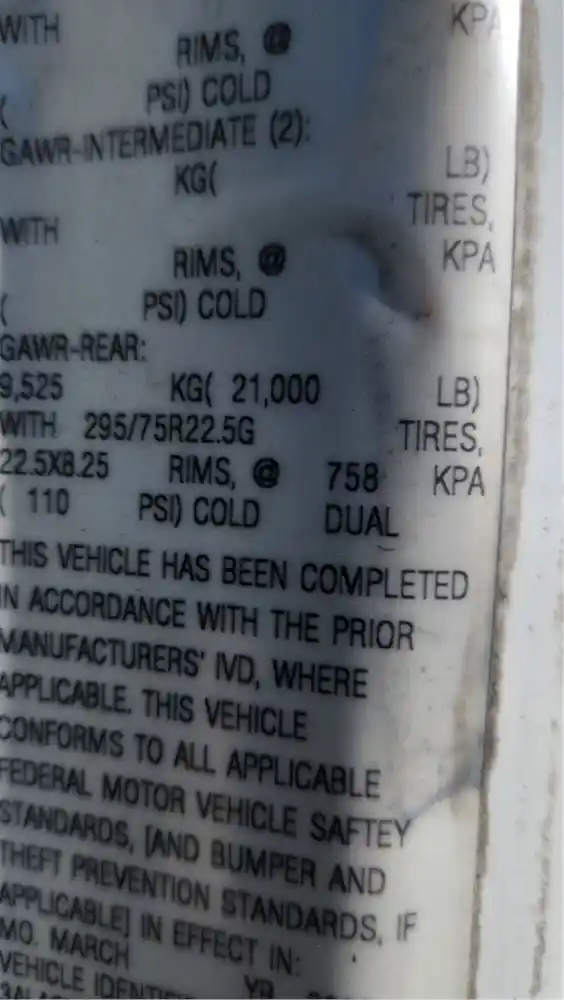 WITH KPA
RIMS, @
( PSI) COLD
GAWR-INTERMEDIATE (2):
KG( LB)
WITH TIRES,
RIMS, @ KPA
( PSI) COLD
GAWR-REAR:
9,525 KG( 21,000 LB)
WITH 295/75R22.5G TIRES,
22.5X8.25 RIMS, @ 758 KPA
( 110 PSI) COLD DUAL
THIS VEHICLE HAS BEEN COMPLETED
IN ACCORDANCE WITH THE PRIOR
MANUFACTURERS' IVD, WHERE
APPLICABLE. THIS VEHICLE
CONFORMS TO ALL APPLICABLE
FEDERAL MOTOR VEHICLE SAFTEY
STANDARDS, [AND BUMPER AND
THEFT PREVENTION STANDARDS, IF
APPLICABLE] IN EFFECT IN:
MO. MARCH YR.
VEHICLE